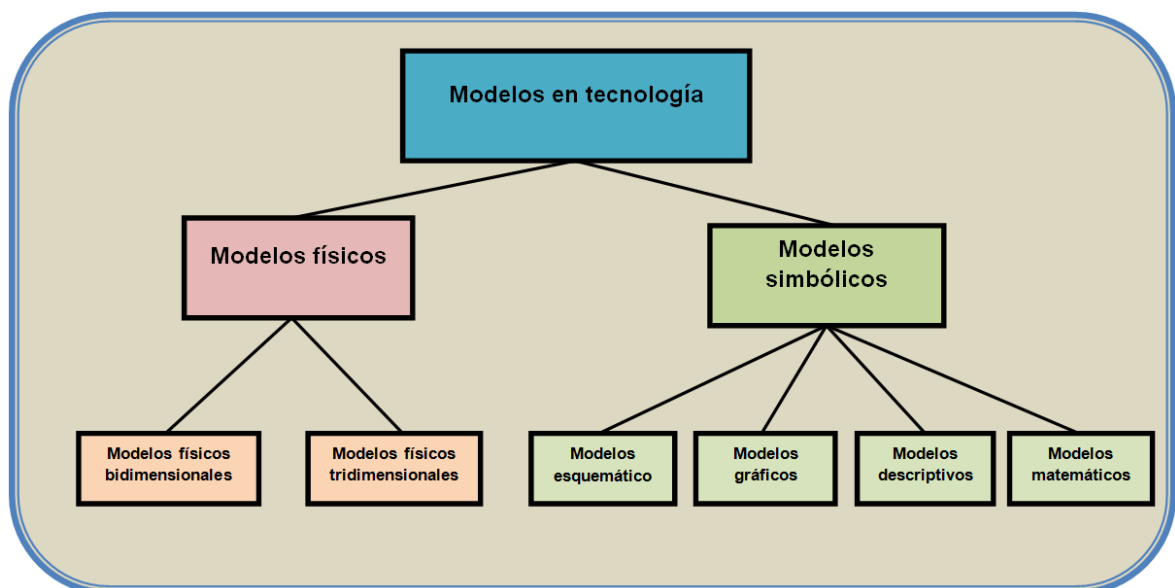 Modelos en tecnología
Modelos físicos
Modelos
simbólicos
Modelos físicos
bidimensionales
Modelos físicos
tridimensionales
Modelos
esquemático
Modelos
gráficos
Modelos
descriptivos
Modelos
matemáticos